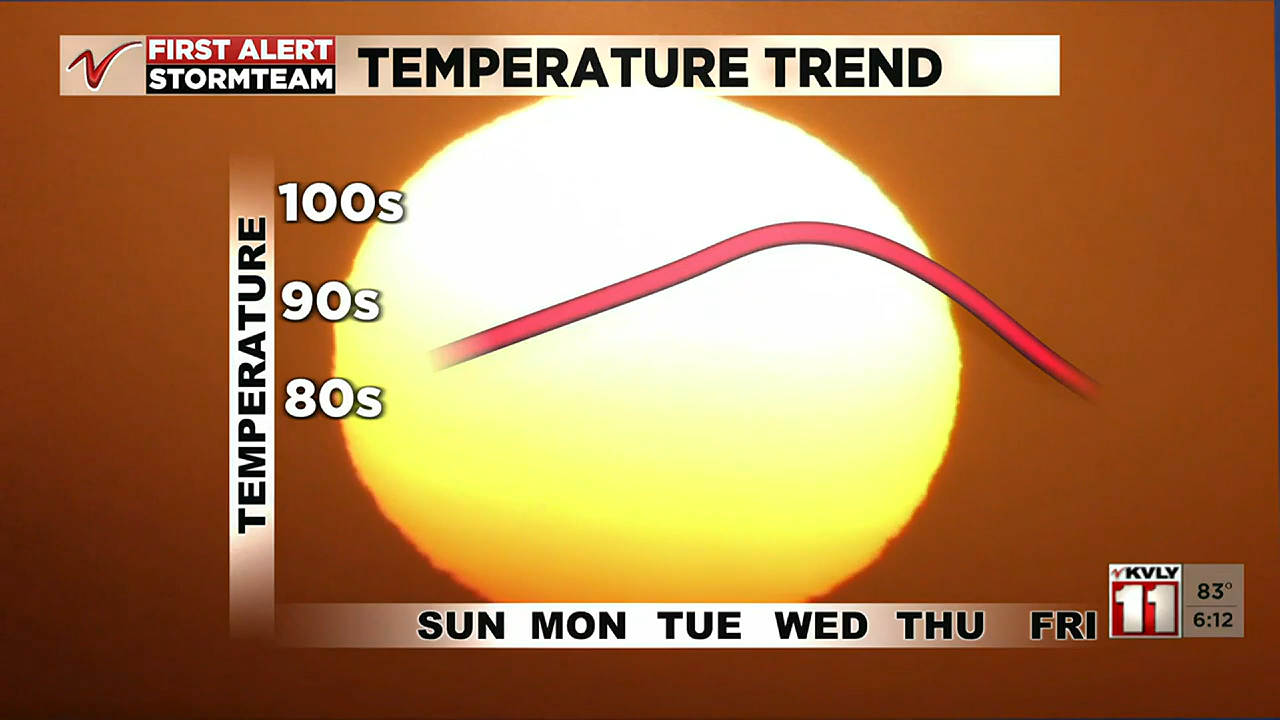 FIRST ALERT
STORMTEAM
TEMPERATURE TREND
TEMPERATURE
100s
90s
80s
SUN MON TUE WED THU FRI
KVLY
11
83°
6:12